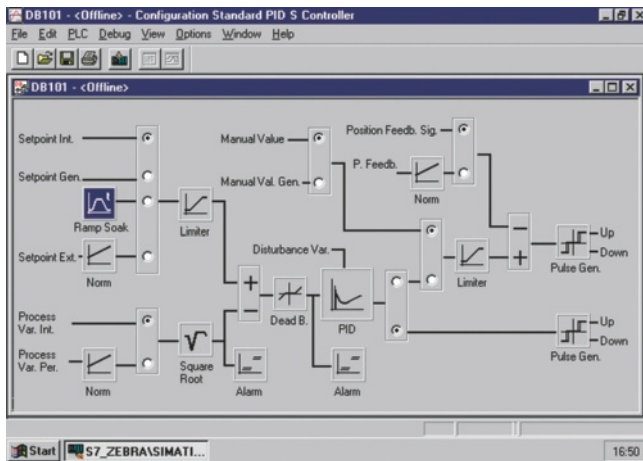 DB101 - <Offline> - Configuration Standard PID S Controller
File Edit PLC Debug View Options Window Help
DB101 - <Offline>
Setpoint Int.
Setpoint Gen.
Ramp Soak
Setpoint Ext.
Norm
Limiter
Process
Var. Int.
Process
Var. Per.
Norm
Square
Root
Manual Value
Manual Val. Gen.
Position Feedb. Sig.
P. Feedb.
Norm
Disturbance Var.
+
−
Dead B.
PID
Alarm
Alarm
Limiter
−
+
Up
Down
Pulse Gen.
Up
Down
Pulse Gen.
Start
S7_ZEBRA\SIMATI...
16:50